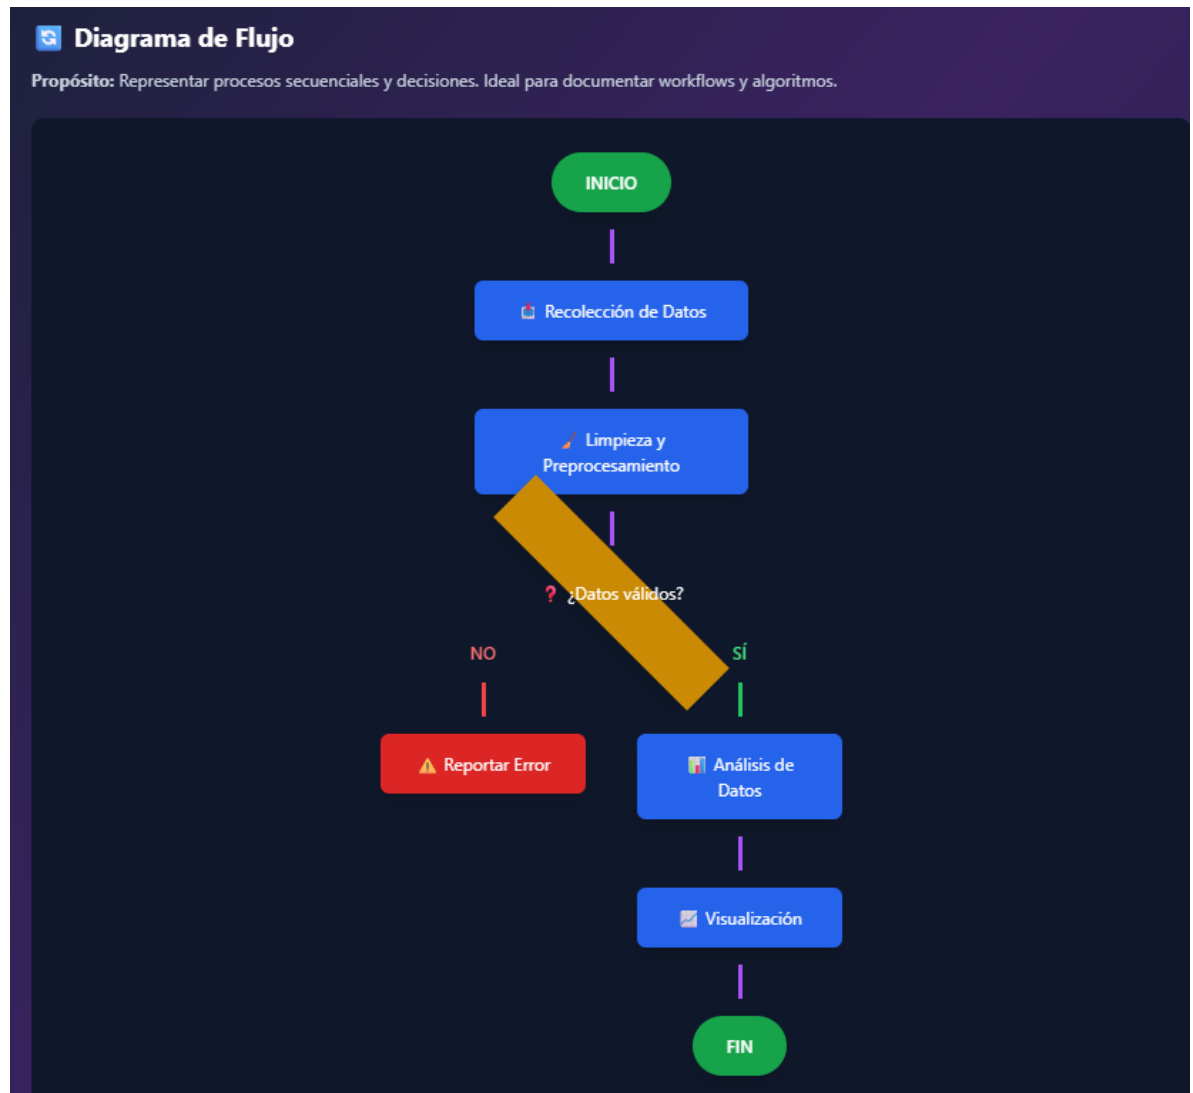 Diagrama de Flujo
Propósito: Representar procesos secuenciales y decisiones. Ideal para documentar workflows y algoritmos.
INICIO
Recolección de Datos
Limpieza y
Preprocesamiento
❓ ¿Datos válidos?
NO
SÍ
⚠️ Reportar Error
Análisis de
Datos
Visualización
FIN